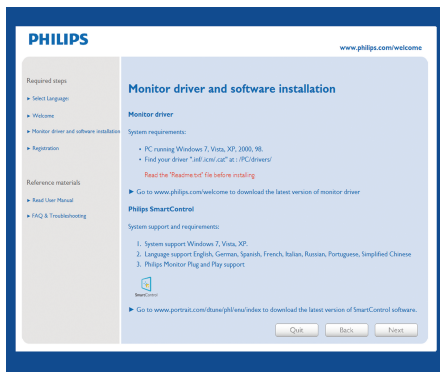 PHILIPS
www.philips.com/welcome
Required steps
► Select Language:
► Welcome
► Monitor driver and software installation
► Registration
Reference materials
► Read User Manual
► FAQ & Troubleshooting
Monitor driver and software installation
Monitor driver
System requirements:
• PC running Windows 7, Vista, XP, 2000, 98.
• Find your driver ".inf/.icm/.cat" at : /PC/drivers/
Read the 'Readme.txt' file before installing.
► Go to www.philips.com/welcome to download the latest version of monitor driver
Philips SmartControl
System support and requirements:
1. System support Windows 7, Vista, XP.
2. Language support English, German, Spanish, French, Italian, Russian, Portuguese, Simplified Chinese
3. Philips Monitor Plug and Play support
SmartControl
► Go to www.portrait.com/dtune/phl/enu/index to download the latest version of SmartControl software.
Quit
Back
Next